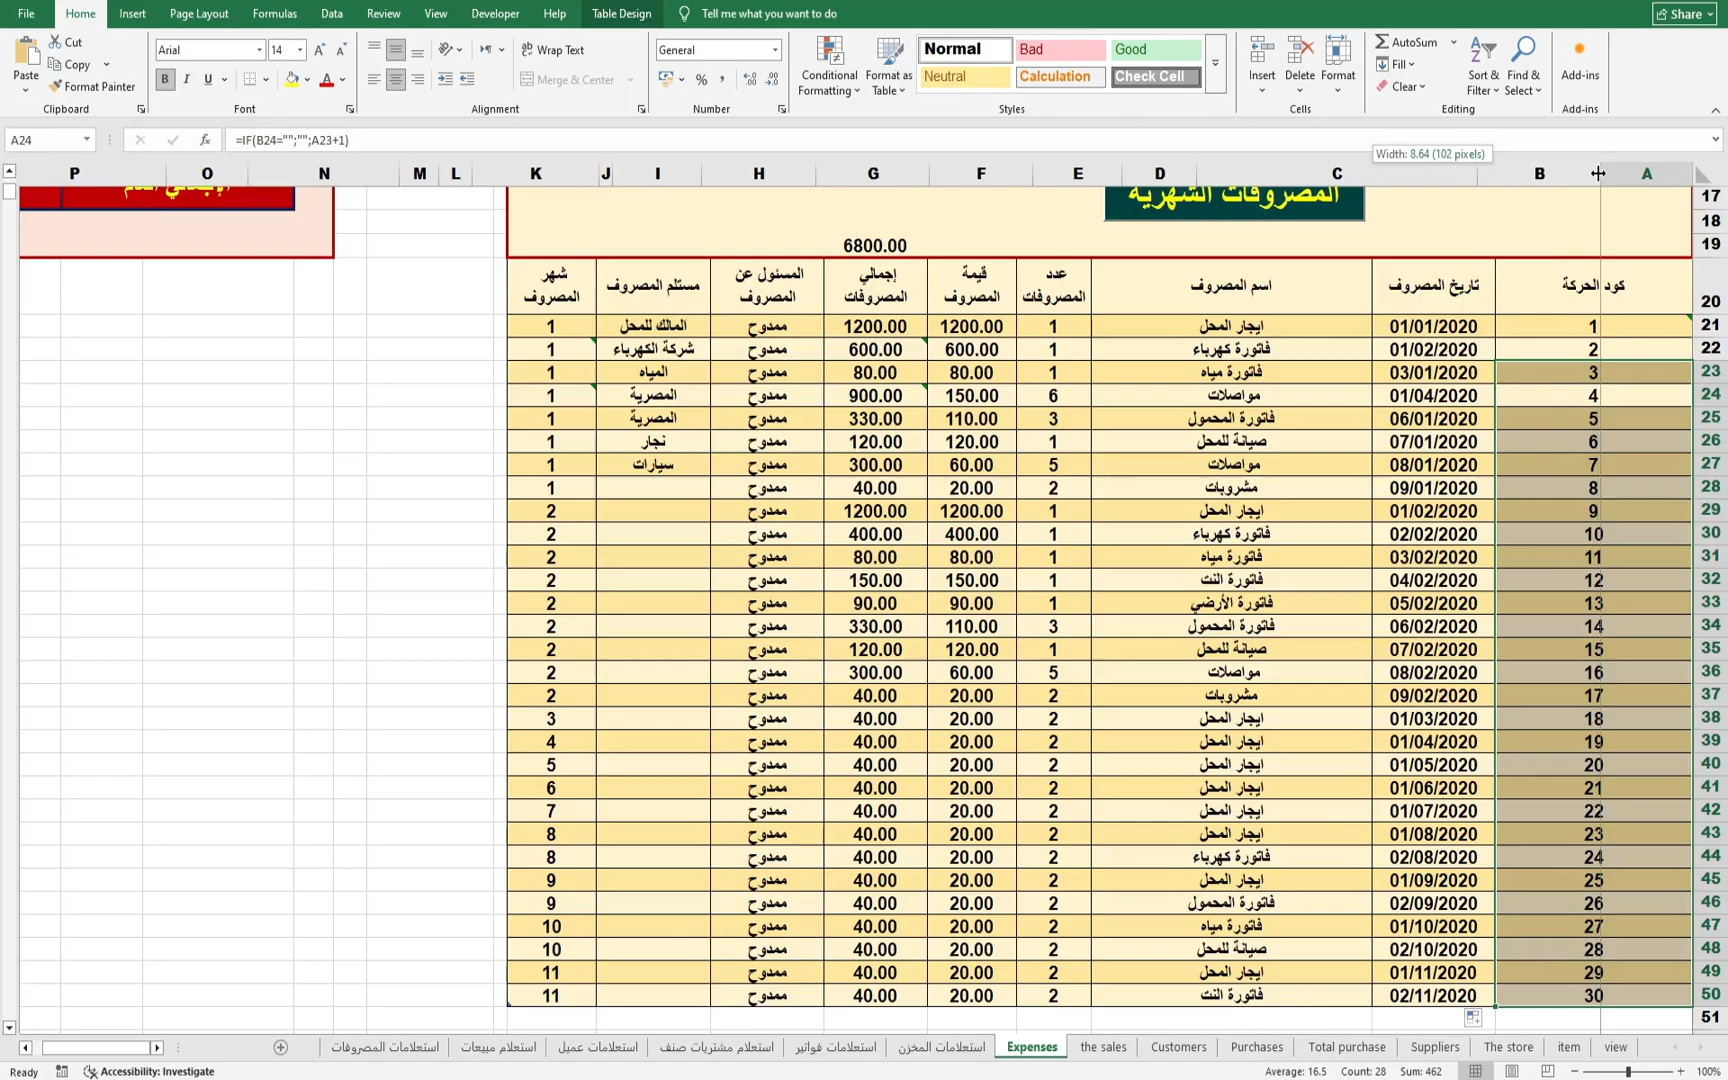 File Home Insert Page Layout Formulas Data Review View Developer Help Table Design Tell me what you want to do Share
Paste Cut Copy Format Painter Clipboard
Arial 14 B I U Font
Wrap Text Merge & Center Alignment
General % Number
Conditional Formatting Format as Table Normal Bad Good Neutral Calculation Check Cell Styles
Insert Delete Format Cells
AutoSum Fill Clear Sort & Filter Find & Select Editing
Add-ins Add-ins
A24 fx =IF(B24="";"";A23+1)
Width: 8.64 (102 pixels)
P O N M L K J I H G F E D C B A
المصروفات الشهرية 17
18
6800.00 19
كود الحركة تاريخ المصروف اسم المصروف عدد المصروفات قيمة المصروف إجمالي المصروفات المسئول عن المصروف مستلم المصروف شهر المصروف 20
1 01/01/2020 ايجار المحل 1 1200.00 1200.00 ممدوح المالك للمحل 1 21
2 01/02/2020 فاتورة كهرباء 1 600.00 600.00 ممدوح شركة الكهرباء 1 22
3 03/01/2020 فاتورة مياه 1 80.00 80.00 ممدوح المياه 1 23
4 01/04/2020 مواصلات 6 150.00 900.00 ممدوح المصرية 1 24
5 06/01/2020 فاتورة المحمول 3 110.00 330.00 ممدوح المصرية 1 25
6 07/01/2020 صيانة للمحل 1 120.00 120.00 ممدوح نجار 1 26
7 08/01/2020 مواصلات 5 60.00 300.00 ممدوح سيارات 1 27
8 09/01/2020 مشروبات 2 20.00 40.00 ممدوح 1 28
9 01/02/2020 ايجار المحل 1 1200.00 1200.00 ممدوح 2 29
10 02/02/2020 فاتورة كهرباء 1 400.00 400.00 ممدوح 2 30
11 03/02/2020 فاتورة مياه 1 80.00 80.00 ممدوح 2 31
12 04/02/2020 فاتورة النت 1 150.00 150.00 ممدوح 2 32
13 05/02/2020 فاتورة الأرضي 1 90.00 90.00 ممدوح 2 33
14 06/02/2020 فاتورة المحمول 3 110.00 330.00 ممدوح 2 34
15 07/02/2020 صيانة للمحل 1 120.00 120.00 ممدوح 2 35
16 08/02/2020 مواصلات 5 60.00 300.00 ممدوح 2 36
17 09/02/2020 مشروبات 2 20.00 40.00 ممدوح 2 37
18 01/03/2020 ايجار المحل 2 20.00 40.00 ممدوح 3 38
19 01/04/2020 ايجار المحل 2 20.00 40.00 ممدوح 4 39
20 01/05/2020 ايجار المحل 2 20.00 40.00 ممدوح 5 40
21 01/06/2020 ايجار المحل 2 20.00 40.00 ممدوح 6 41
22 01/07/2020 ايجار المحل 2 20.00 40.00 ممدوح 7 42
23 01/08/2020 ايجار المحل 2 20.00 40.00 ممدوح 8 43
24 02/08/2020 فاتورة كهرباء 2 20.00 40.00 ممدوح 8 44
25 01/09/2020 ايجار المحل 2 20.00 40.00 ممدوح 9 45
26 02/09/2020 فاتورة المحمول 2 20.00 40.00 ممدوح 9 46
27 01/10/2020 فاتورة مياه 2 20.00 40.00 ممدوح 10 47
28 02/10/2020 صيانة للمحل 2 20.00 40.00 ممدوح 10 48
29 01/11/2020 ايجار المحل 2 20.00 40.00 ممدوح 11 49
30 02/11/2020 فاتورة النت 2 20.00 40.00 ممدوح 11 50
51
استعلامات المصروفات استعلام مبيعات استعلامات عميل استعلام مشتريات صنف استعلامات فواتير استعلامات المخزن Expenses the sales Customers Purchases Total purchase Suppliers The store item view
Ready Accessibility: Investigate Average: 16.5 Count: 28 Sum: 462 100%